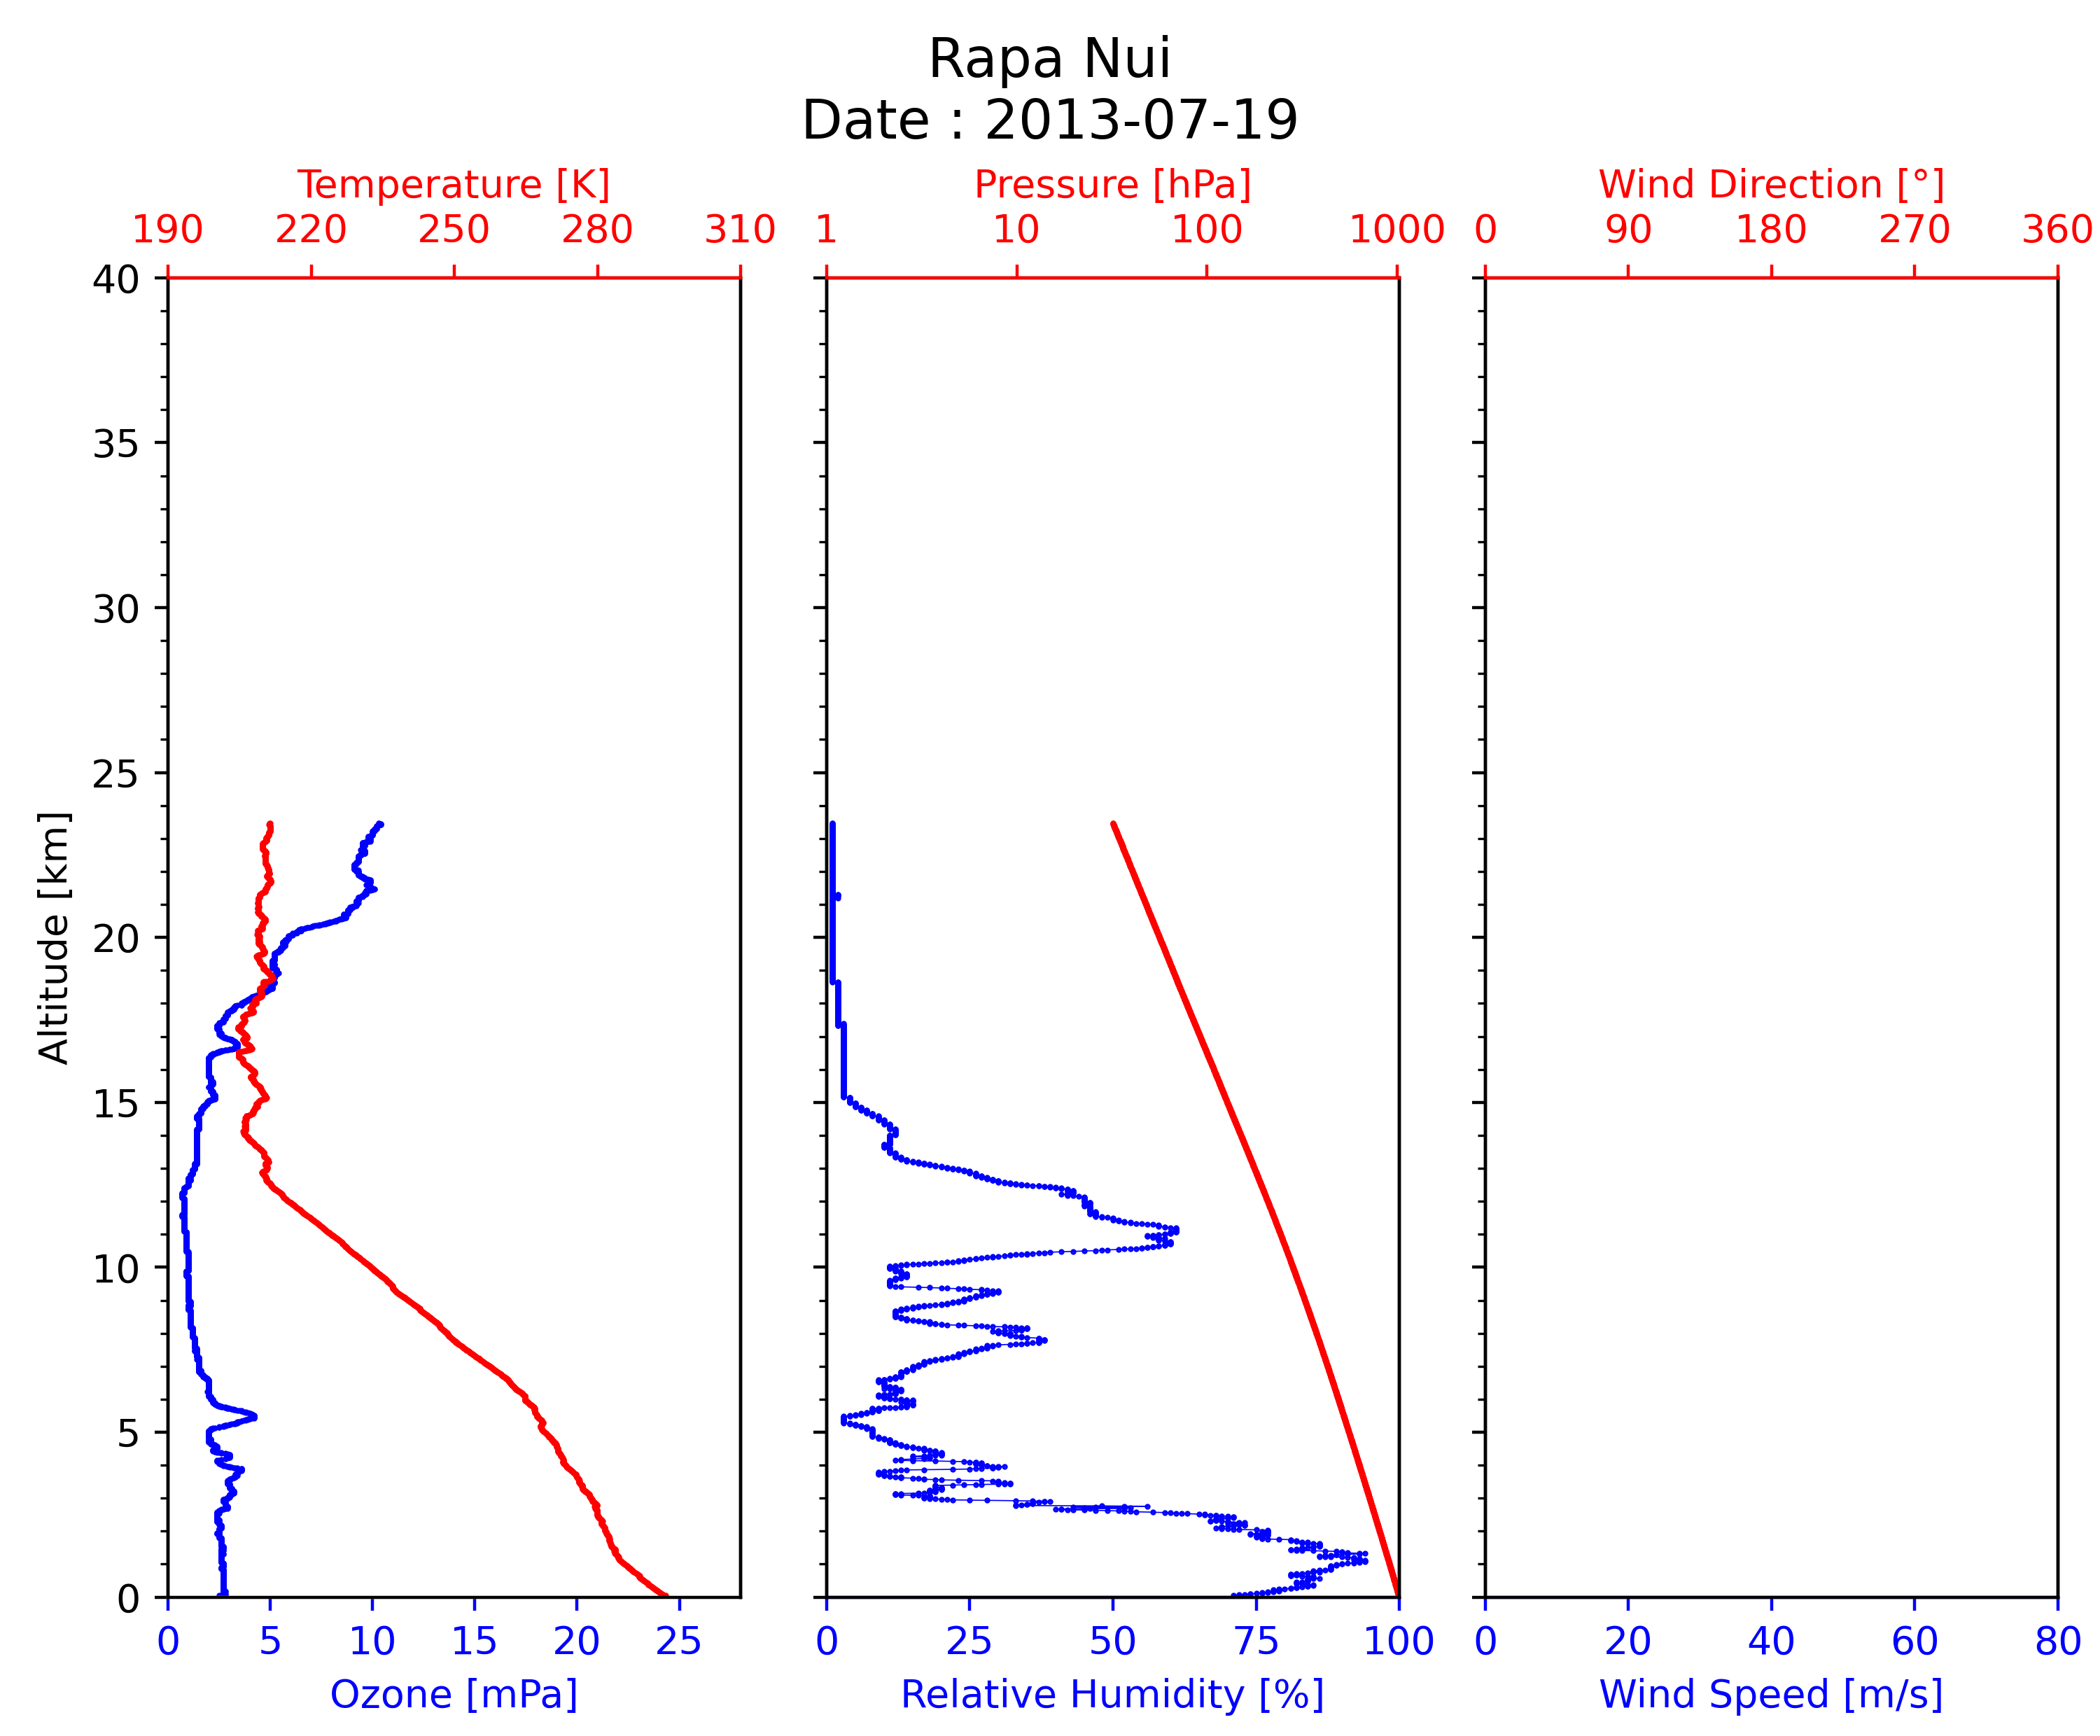 Rapa Nui
Date : 2013-07-19
Temperature [K]
190 220 250 280 310
Pressure [hPa]
1 10 100 1000
Wind Direction [°]
0 90 180 270 360
Altitude [km]
40
35
30
25
20
15
10
5
0
0 5 10 15 20 25
Ozone [mPa]
0 25 50 75 100
Relative Humidity [%]
0 20 40 60 80
Wind Speed [m/s]